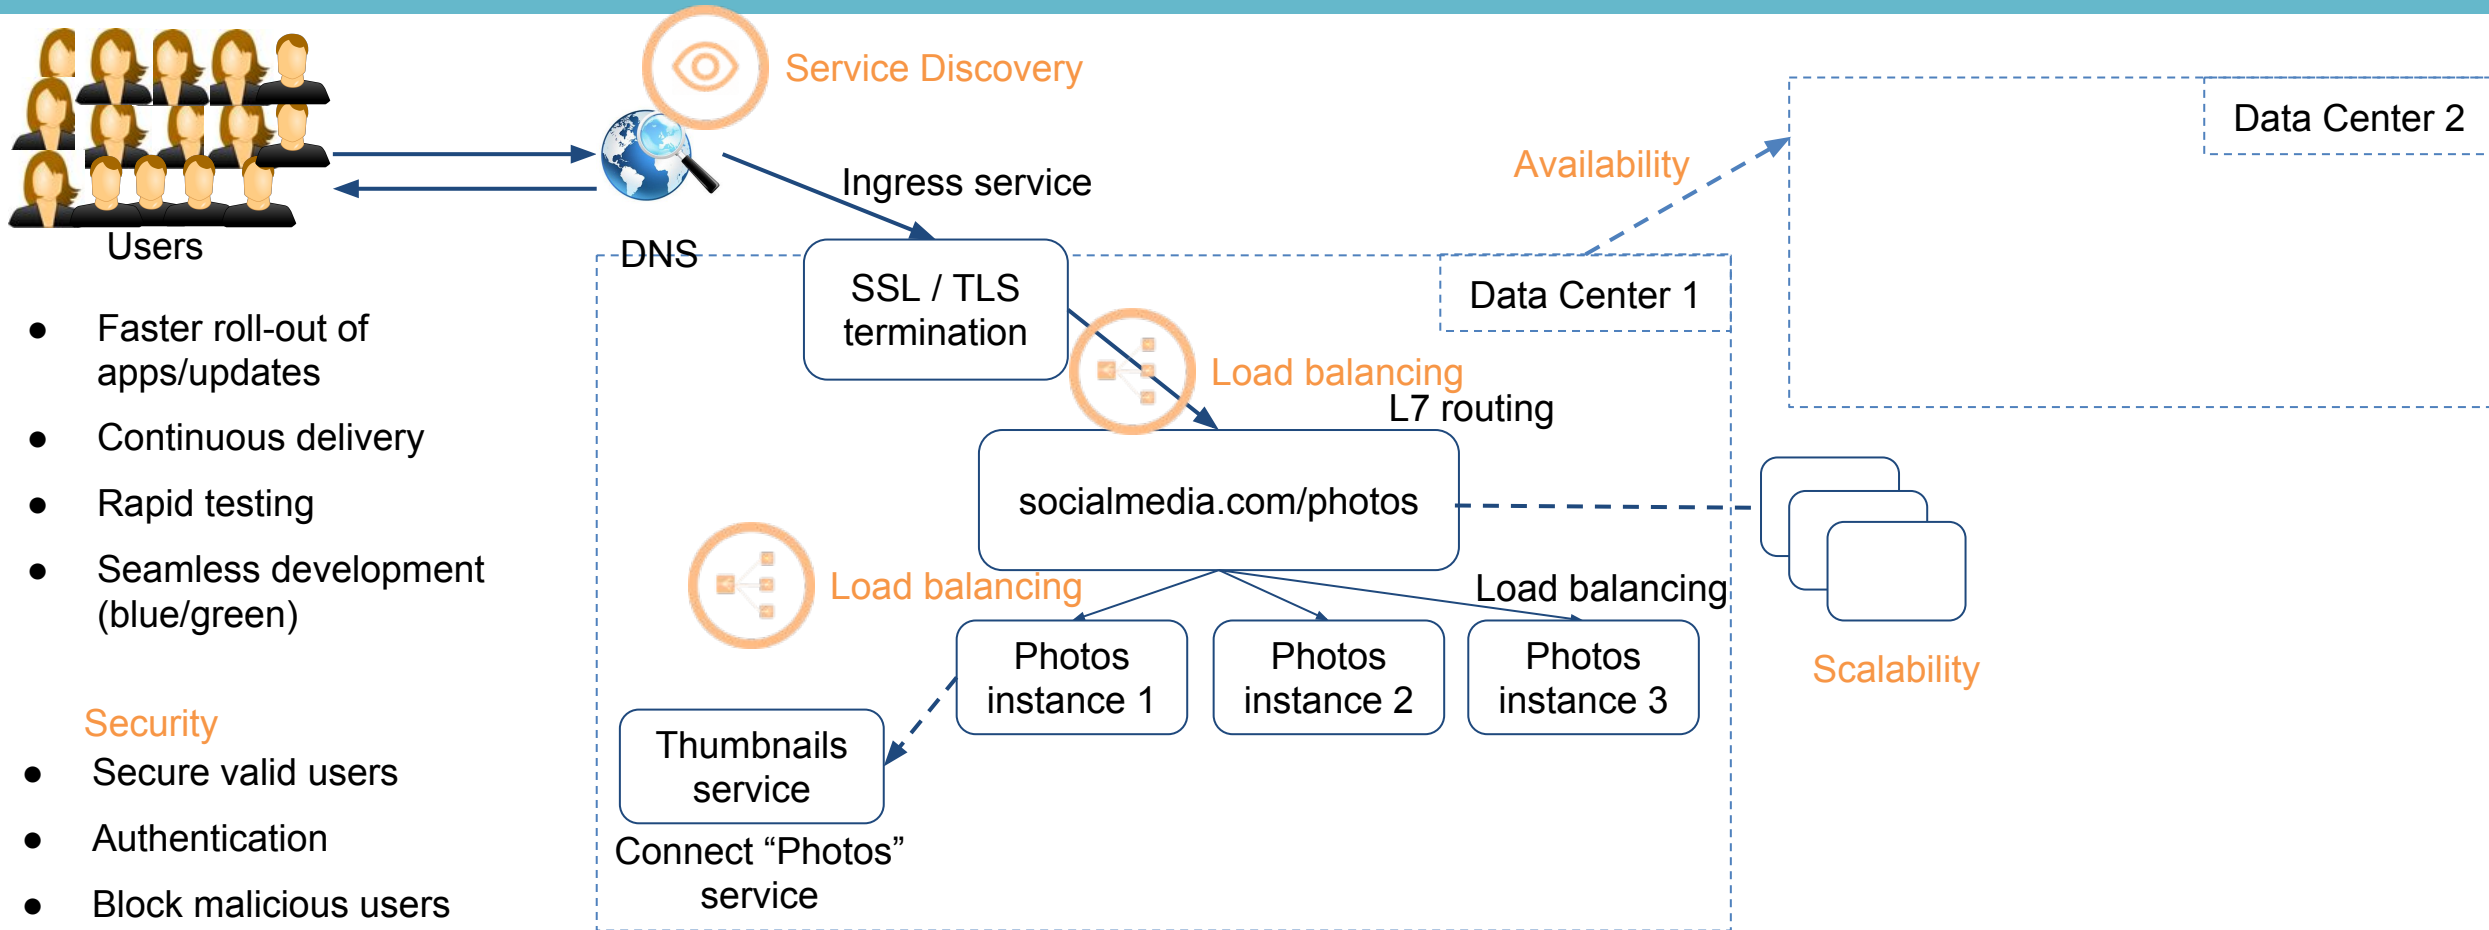 Service Discovery
Data Center 2
Availability
Ingress service
Users
DNS
SSL / TLS
termination
Data Center 1
● Faster roll-out of
apps/updates
Load balancing
L7 routing
● Continuous delivery
● Rapid testing
socialmedia.com/photos
● Seamless development
(blue/green)
Load balancing
Load balancing
Photos
instance 1
Photos
instance 2
Photos
instance 3
Scalability
Security
Thumbnails
service
● Secure valid users
● Authentication
Connect “Photos”
service
● Block malicious users